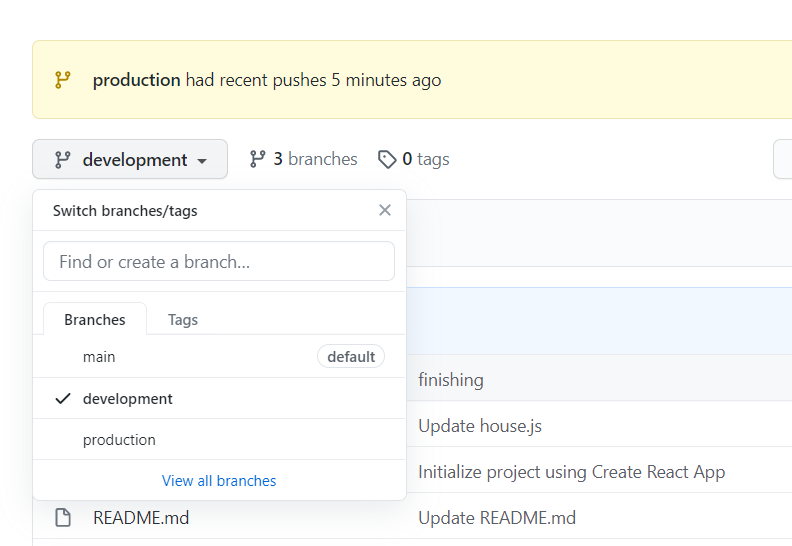 production had recent pushes 5 minutes ago
development 3 branches 0 tags
Switch branches/tags
Find or create a branch...
Branches Tags
main default
development
production
View all branches
finishing
Update house.js
Initialize project using Create React App
README.md Update README.md